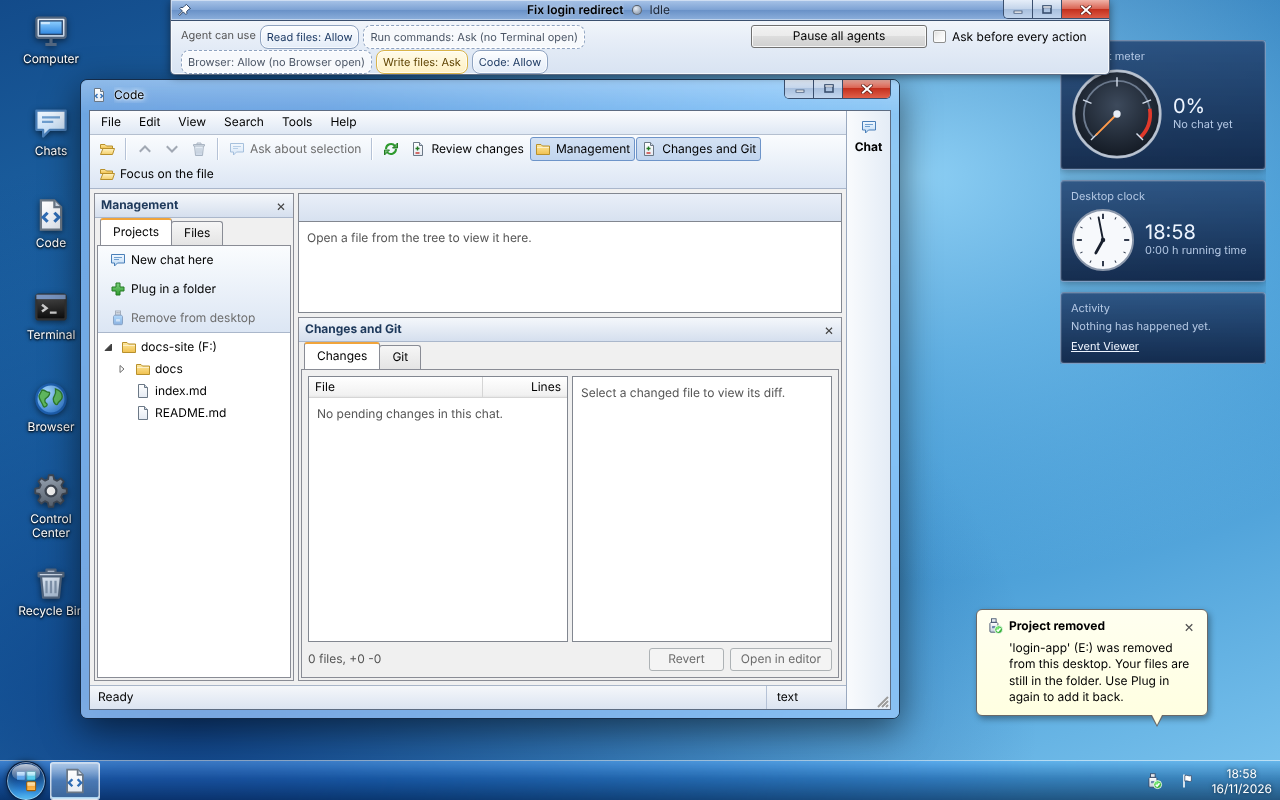 Fix login redirect Idle
Agent can use Read files: Allow Run commands: Ask (no Terminal open)
Browser: Allow (no Browser open) Write files: Ask Code: Allow
Pause all agents Ask before every action
Computer
Chats
Code
Terminal
Browser
Control
Center
Recycle Bin
Code
File Edit View Search Tools Help
Ask about selection Review changes Management Changes and Git
Focus on the file
Chat
Management
Projects Files
New chat here
Plug in a folder
Remove from desktop
docs-site (F:)
docs
index.md
README.md
Open a file from the tree to view it here.
Changes and Git
Changes Git
File Lines
No pending changes in this chat.
Select a changed file to view its diff.
0 files, +0 -0 Revert Open in editor
Ready text
meter
0%
No chat yet
Desktop clock
18:58
0:00 h running time
Activity
Nothing has happened yet.
Event Viewer
Project removed
'login-app' (E:) was removed
from this desktop. Your files are
still in the folder. Use Plug in
again to add it back.
18:58
16/11/2026